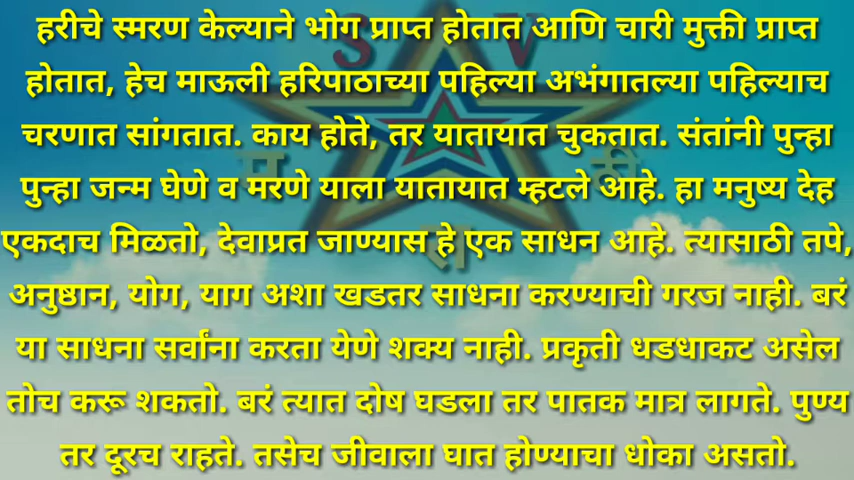 हरीचे स्मरण केल्याने भोग प्राप्त होतात आणि चारी मुक्ती प्राप्त
होतात, हेच माऊली हरिपाठाच्या पहिल्या अभंगातल्या पहिल्याच
चरणात सांगतात. काय होते, तर यातायात चुकतात. संतांनी पुन्हा
पुन्हा जन्म घेणे व मरणे याला यातायात म्हटले आहे. हा मनुष्य देह
एकदाच मिळतो, देवाप्रत जाण्यास हे एक साधन आहे. त्यासाठी तपे,
अनुष्ठान, योग, याग अशा खडतर साधना करण्याची गरज नाही. बरं
या साधना सर्वांना करता येणे शक्य नाही. प्रकृती धडधाकट असेल
तोच करू शकतो. बरं त्यात दोष घडला तर पातक मात्र लागते. पुण्य
तर दूरच राहते. तसेच जीवाला घात होण्याचा धोका असतो.
S V